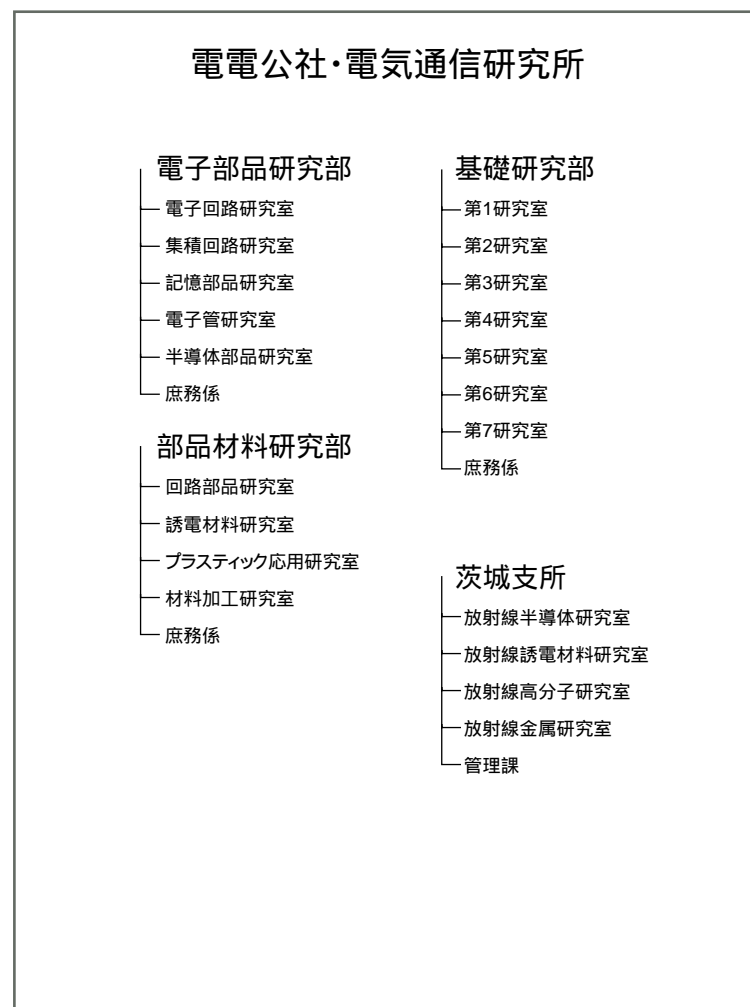 電電公社・電気通信研究所
電子部品研究部
電子回路研究室
集積回路研究室
記憶部品研究室
電子管研究室
半導体部品研究室
庶務係
部品材料研究部
回路部品研究室
誘電材料研究室
プラスティック応用研究室
材料加工研究室
庶務係
基礎研究部
第1研究室
第2研究室
第3研究室
第4研究室
第5研究室
第6研究室
第7研究室
庶務係
茨城支所
放射線半導体研究室
放射線誘電材料研究室
放射線高分子研究室
放射線金属研究室
管理課